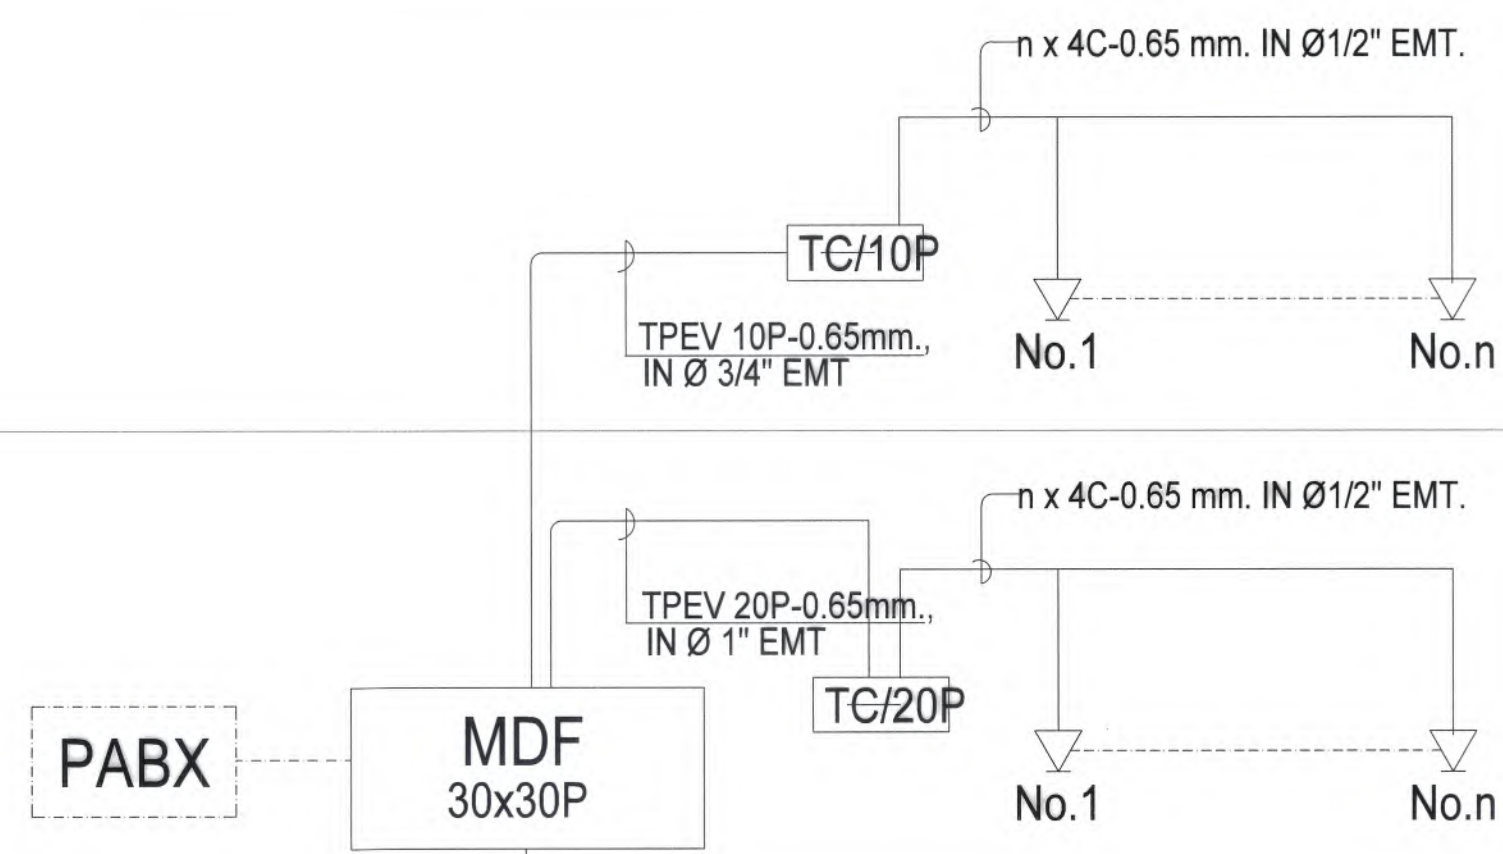 n x 4C-0.65 mm. IN Ø1/2" EMT.
TC/10P
TPEV 10P-0.65mm.,
IN Ø 3/4" EMT
No.1
No.n
n x 4C-0.65 mm. IN Ø1/2" EMT.
TPEV 20P-0.65mm.,
IN Ø 1" EMT
TC/20P
PABX
MDF
30x30P
No.1
No.n